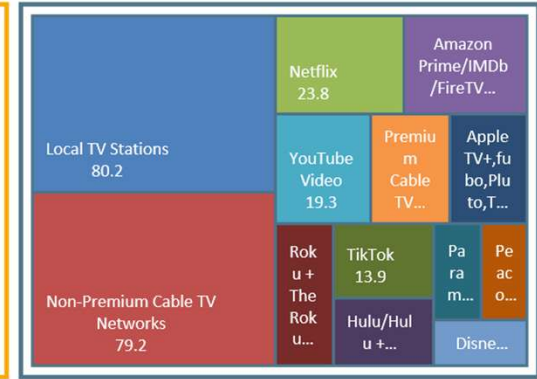 Local TV Stations
80.2
Non-Premium Cable TV
Networks
79.2
Netflix
23.8
Amazon
Prime/IMDb
/FireTV...
YouTube
Video
19.3
Premiu
m
Cable
TV...
Apple
TV+,fu
bo,Plu
to,T...
Rok
u +
The
Rok
u...
TikTok
13.9
Hulu/Hul
u +...
Pa
ram
m...
Pe
aco
...
Disne...